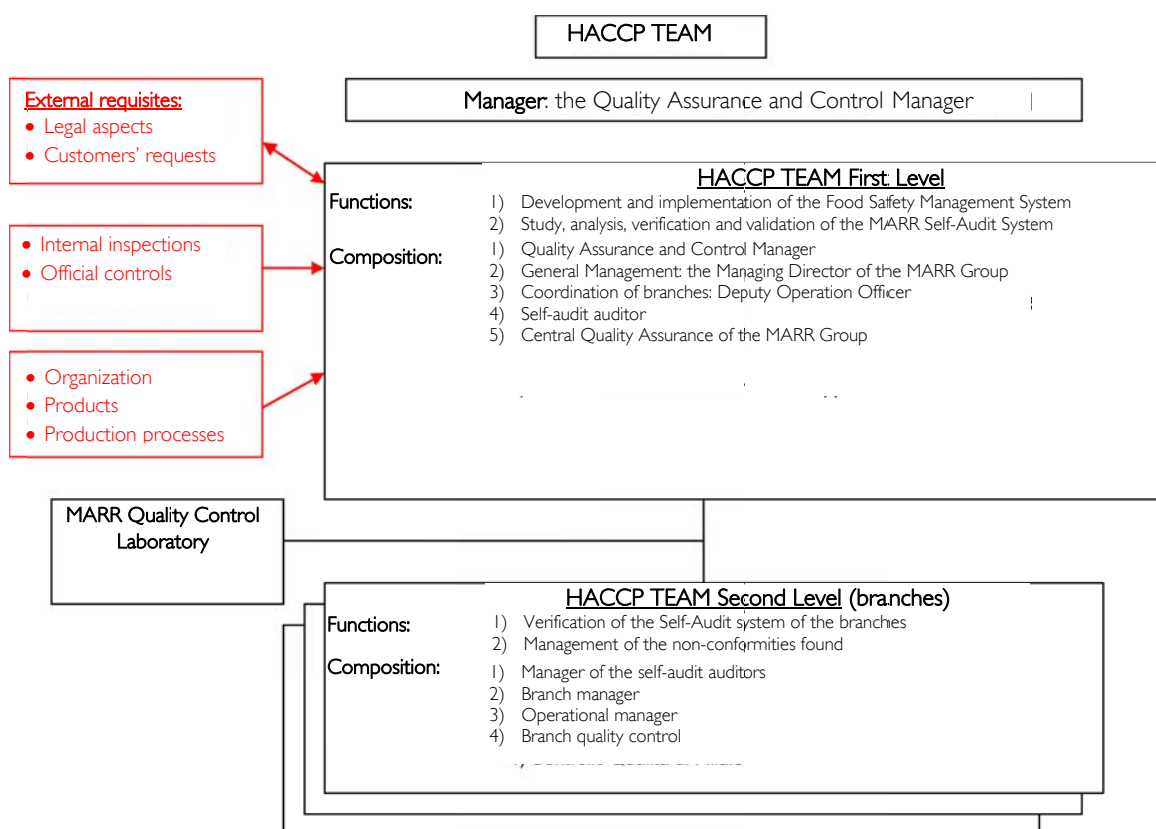 HACCP TEAM
Manager: the Quality Assurance and Control Manager
External requisites:
• Legal aspects
• Customers' requests
• Internal inspections
• Official controls
• Organization
• Products
• Production processes
HACCP TEAM First Level
Functions:
1) Development and implementation of the Food Safety Management System
2) Study, analysis, verification and validation of the MARR Self-Audit System
Composition:
1) Quality Assurance and Control Manager
2) General Management: the Managing Director of the MARR Group
3) Coordination of branches: Deputy Operation Officer
4) Self-audit auditor
5) Central Quality Assurance of the MARR Group
MARR Quality Control
Laboratory
HACCP TEAM Second Level (branches)
Functions:
1) Verification of the Self-Audit system of the branches
2) Management of the non-conformities found
Composition:
1) Manager of the self-audit auditors
2) Branch manager
3) Operational manager
4) Branch quality control